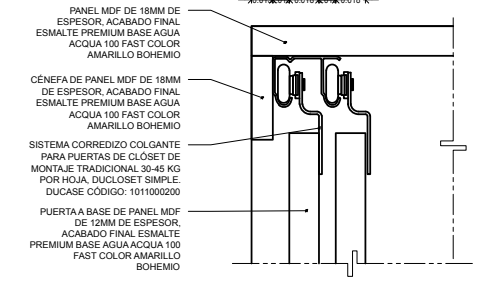 PANEL MDF DE 18MM DE
ESPESOR, ACABADO FINAL
ESMALTE PREMIUM BASE AGUA
ACQUA 100 FAST COLOR
AMARILLO BOHEMIO
CÉNEFA DE PANEL MDF DE 18MM
DE ESPESOR, ACABADO FINAL
ESMALTE PREMIUM BASE AGUA
ACQUA 100 FAST COLOR
AMARILLO BOHEMIO
SISTEMA CORREDIZO COLGANTE
PARA PUERTAS DE CLÓSET DE
MONTAJE TRADICIONAL 30-45 KG
POR HOJA, DUCLOSET SIMPLE.
DUCASE CÓDIGO: 1011000200
PUERTA A BASE DE PANEL MDF
DE 12MM DE ESPESOR,
ACABADO FINAL ESMALTE
PREMIUM BASE AGUA ACQUA 100
FAST COLOR AMARILLO
BOHEMIO